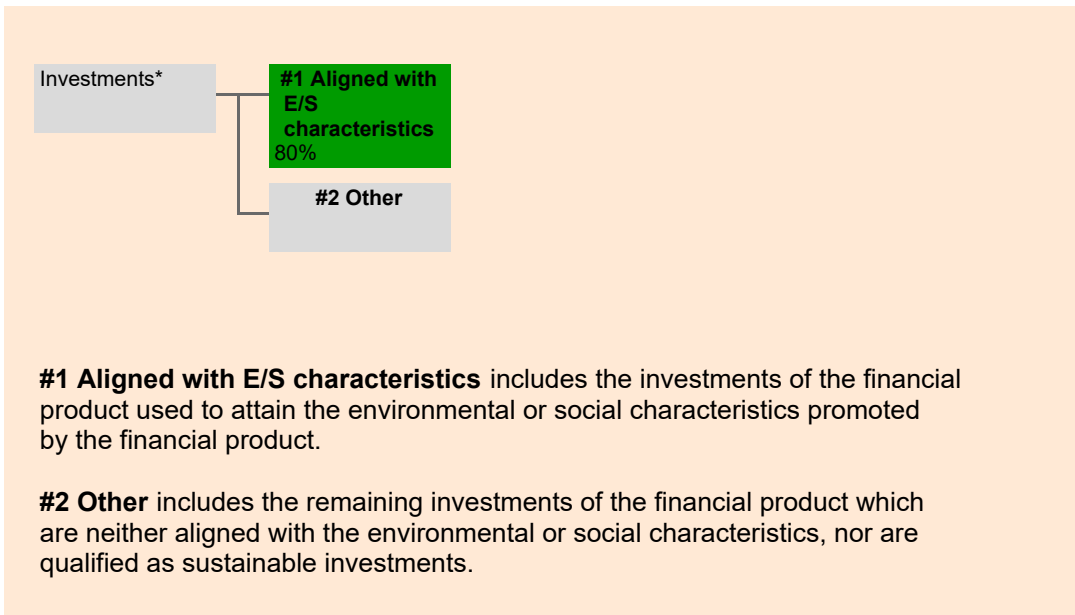 Investments*
#1 Aligned with
E/S
characteristics
80%
#2 Other
#1 Aligned with E/S characteristics includes the investments of the financial
product used to attain the environmental or social characteristics promoted
by the financial product.
#2 Other includes the remaining investments of the financial product which
are neither aligned with the environmental or social characteristics, nor are
qualified as sustainable investments.